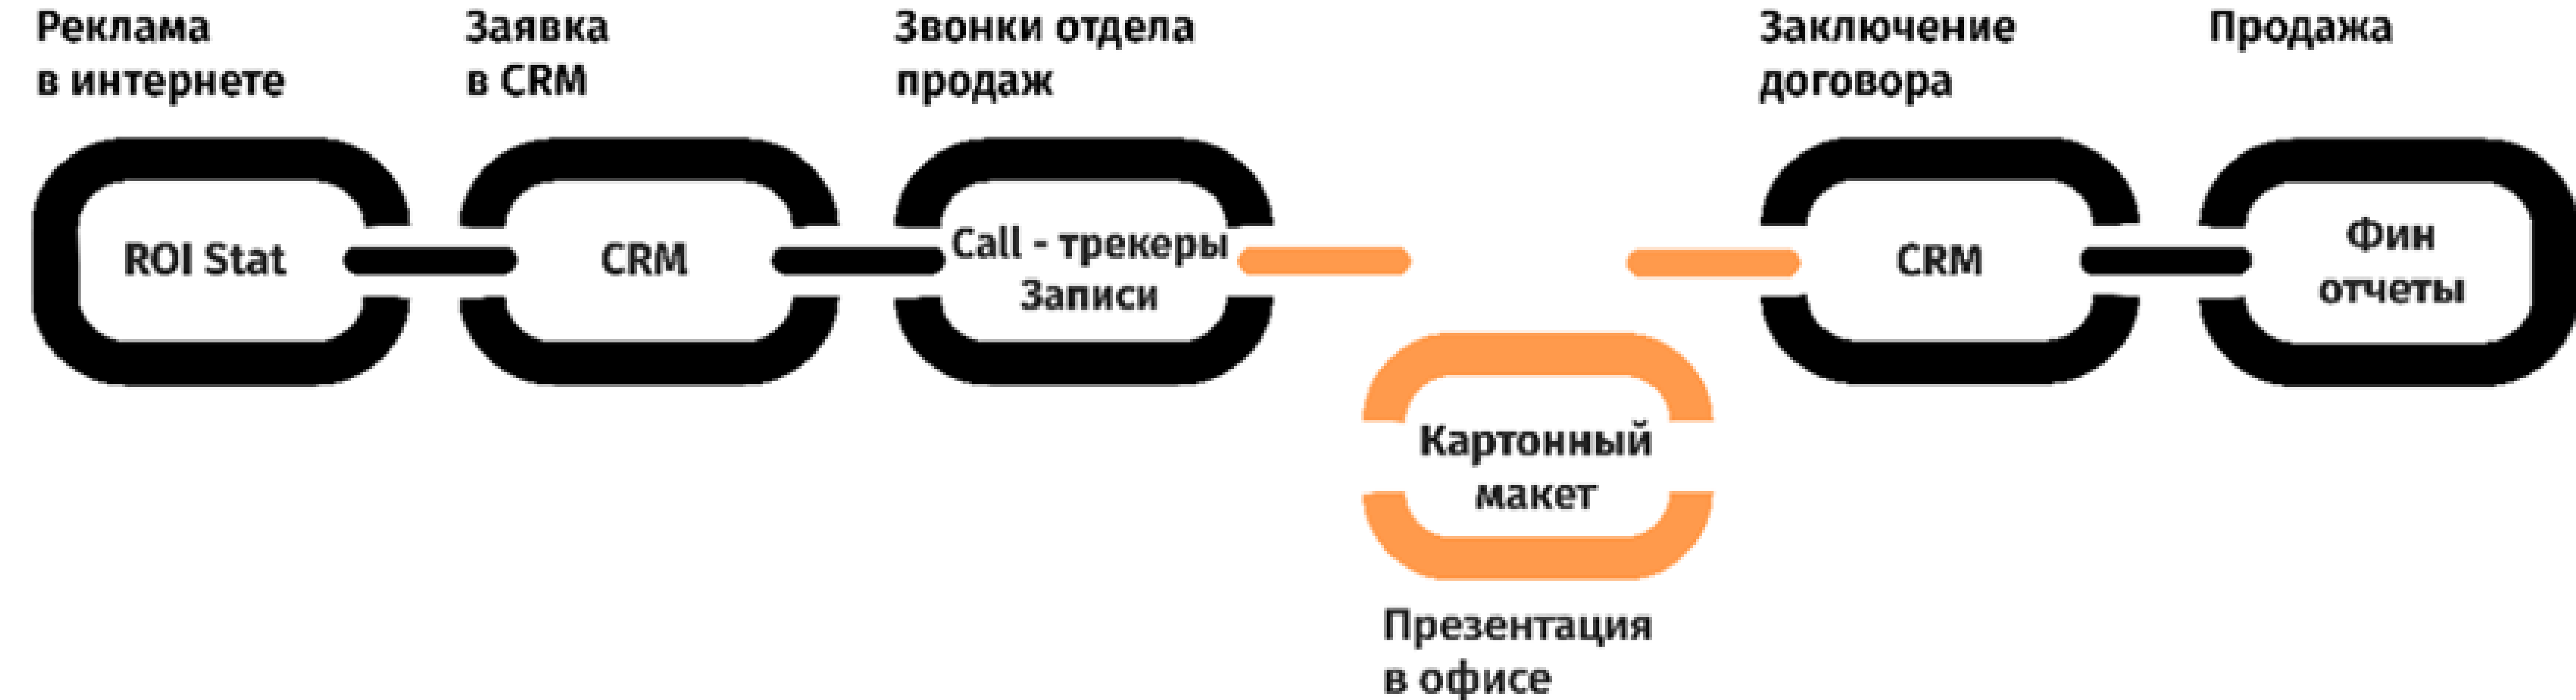 Реклама
в интернете
Заявка
в CRM
Звонки отдела
продаж
Заключение
договора
Продажа
ROI Stat
CRM
Call - трекеры
Записи
CRM
Фин
отчеты
Картонный
макет
Презентация
в офисе